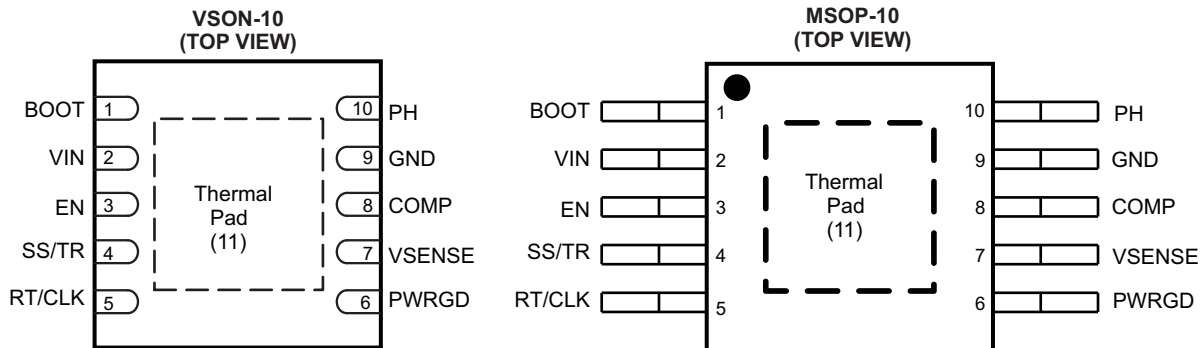 VSON-10
(TOP VIEW)
BOOT 1
VIN 2
EN 3
SS/TR 4
RT/CLK 5
Thermal
Pad
(11)
10 PH
9 GND
8 COMP
7 VSENSE
6 PWRGD
MSOP-10
(TOP VIEW)
BOOT 1
VIN 2
EN 3
SS/TR 4
RT/CLK 5
Thermal
Pad
(11)
10 PH
9 GND
8 COMP
7 VSENSE
6 PWRGD